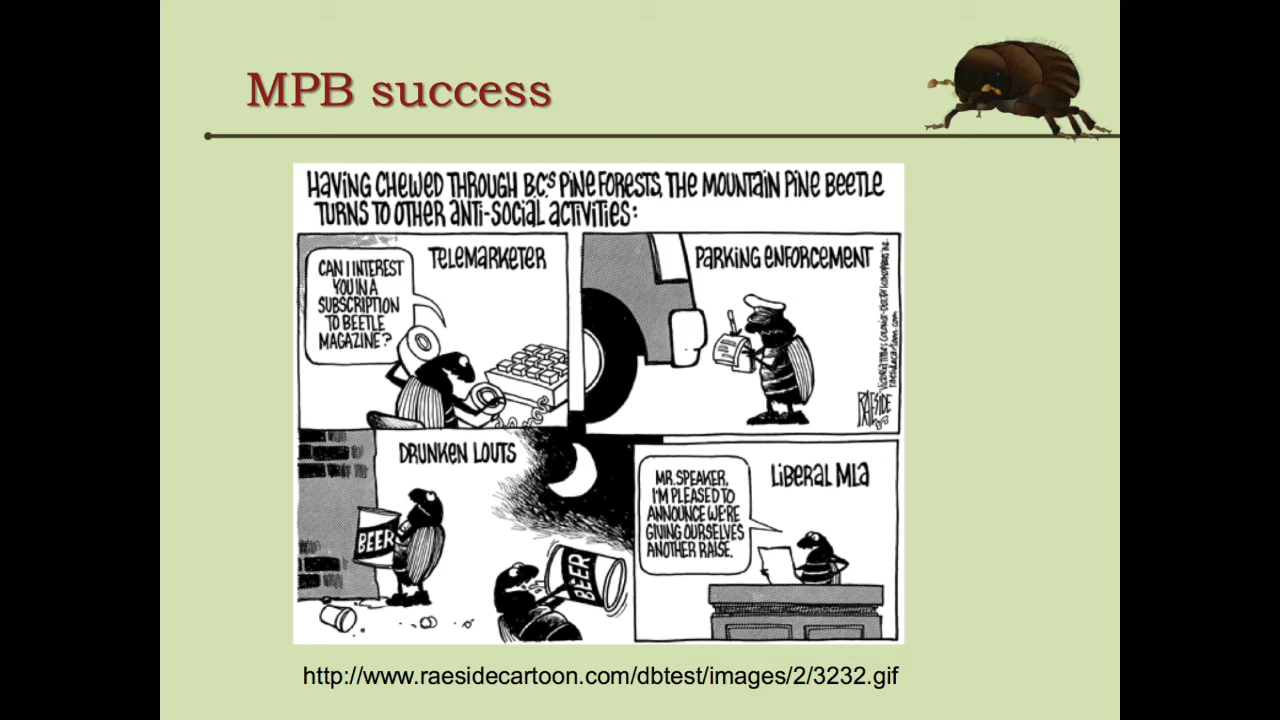 MPB success
HAVING CHEWED THROUGH B.C.'S PINE FORESTS, THE MOUNTAIN PINE BEETLE
TURNS TO OTHER ANTI-SOCIAL ACTIVITIES:
TELEMARKETER
CAN I INTEREST
YOU IN A
SUBSCRIPTION
TO BEETLE
MAGAZINE?
PARKING ENFORCEMENT
raesidecartoon.com
RAESIDE
DRUNKEN LOUTS
BEER
BEER
LIBERAL MLA
MR. SPEAKER,
I'M PLEASED TO
ANNOUNCE WE'RE
GIVING OURSELVES
ANOTHER RAISE.
http://www.raesidecartoon.com/dbtest/images/2/3232.gif